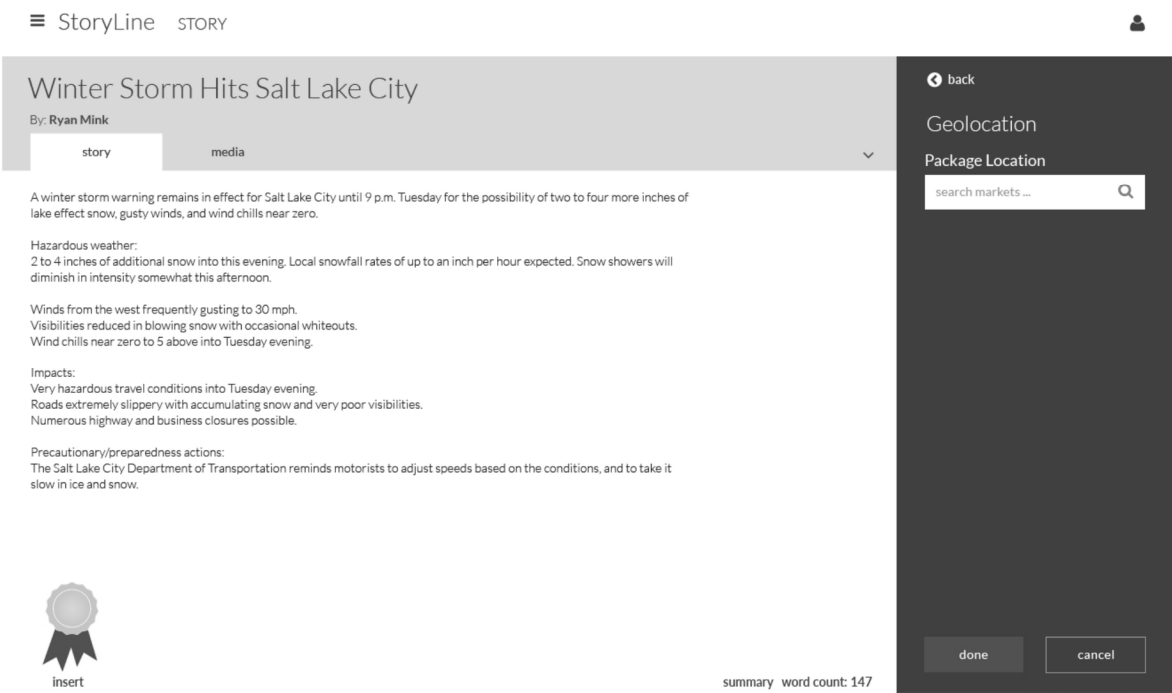 StoryLine STORY
Winter Storm Hits Salt Lake City
By: Ryan Mink
story media
A winter storm warning remains in effect for Salt Lake City until 9 p.m. Tuesday for the possibility of two to four more inches of
lake effect snow, gusty winds, and wind chills near zero.
Hazardous weather:
2 to 4 inches of additional snow into this evening. Local snowfall rates of up to an inch per hour expected. Snow showers will
diminish in intensity somewhat this afternoon.
Winds from the west frequently gusting to 30 mph.
Visibilities reduced in blowing snow with occasional whiteouts.
Wind chills near zero to 5 above into Tuesday evening.
Impacts:
Very hazardous travel conditions into Tuesday evening.
Roads extremely slippery with accumulating snow and very poor visibilities.
Numerous highway and business closures possible.
Precautionary/preparedness actions:
The Salt Lake City Department of Transportation reminds motorists to adjust speeds based on the conditions, and to take it
slow in ice and snow.
insert
summary word count: 147
back
Geolocation
Package Location
search markets ...
done cancel